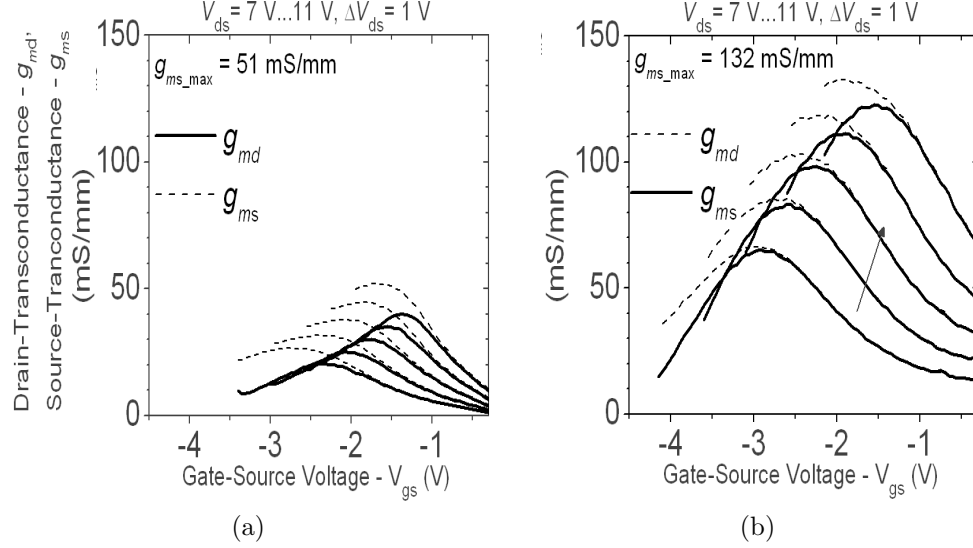 V_ds = 7 V...11 V, ΔV_ds = 1 V
Drain-Transconductance - g_md,
Source-Tranconductance - g_ms
(mS/mm)
150
100
50
0
g_ms_max = 51 mS/mm
g_md
g_ms
-4 -3 -2 -1
Gate-Source Voltage - V_gs (V)
(a)
V_ds = 7 V...11 V, ΔV_ds = 1 V
(mS/mm)
150
100
50
0
g_ms_max = 132 mS/mm
g_md
g_ms
-4 -3 -2 -1
Gate-Source Voltage - V_gs (V)
(b)